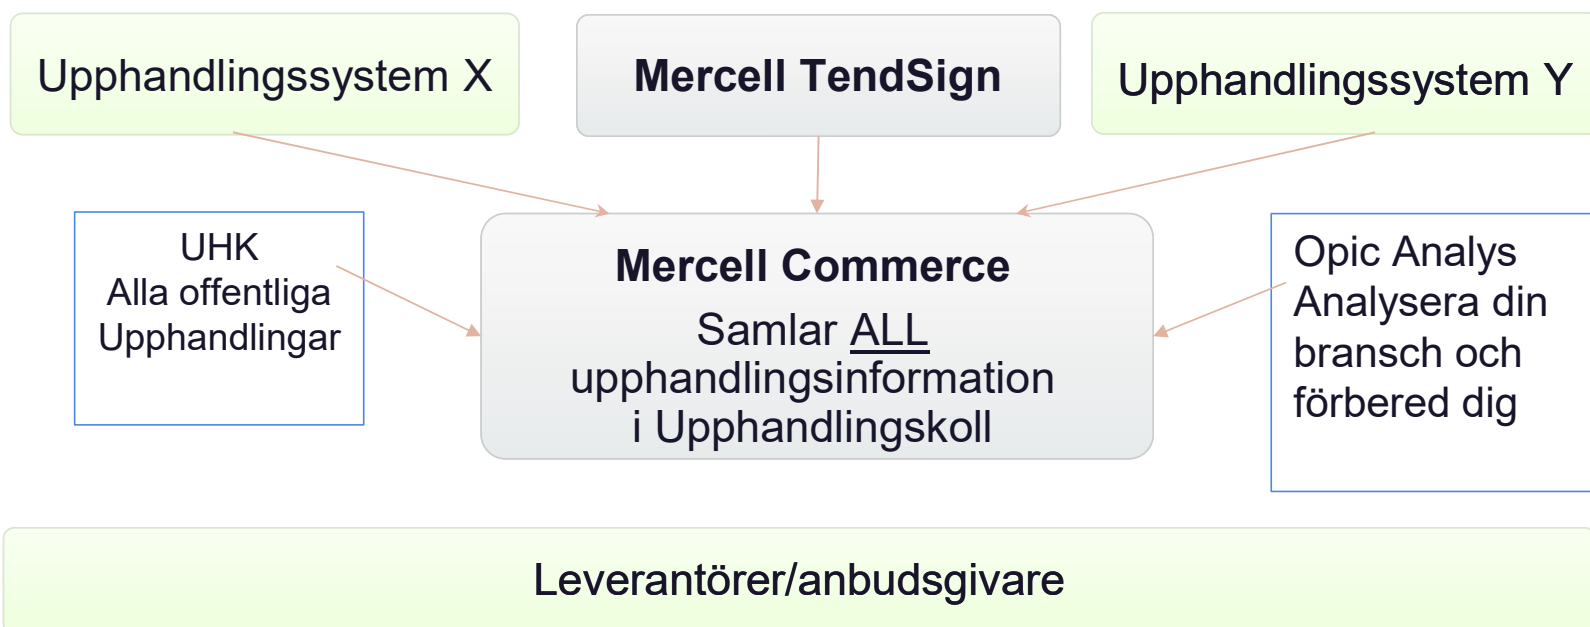 Upphandlingssystem X
Mercell TendSign
Upphandlingssystem Y
UHK
Alla offentliga
Upphandlingar
Mercell Commerce
Samlar ALL
upphandlingsinformation
i Upphandlingskoll
Opic Analys
Analysera din
bransch och
förbered dig
Leverantörer/anbudsgivare